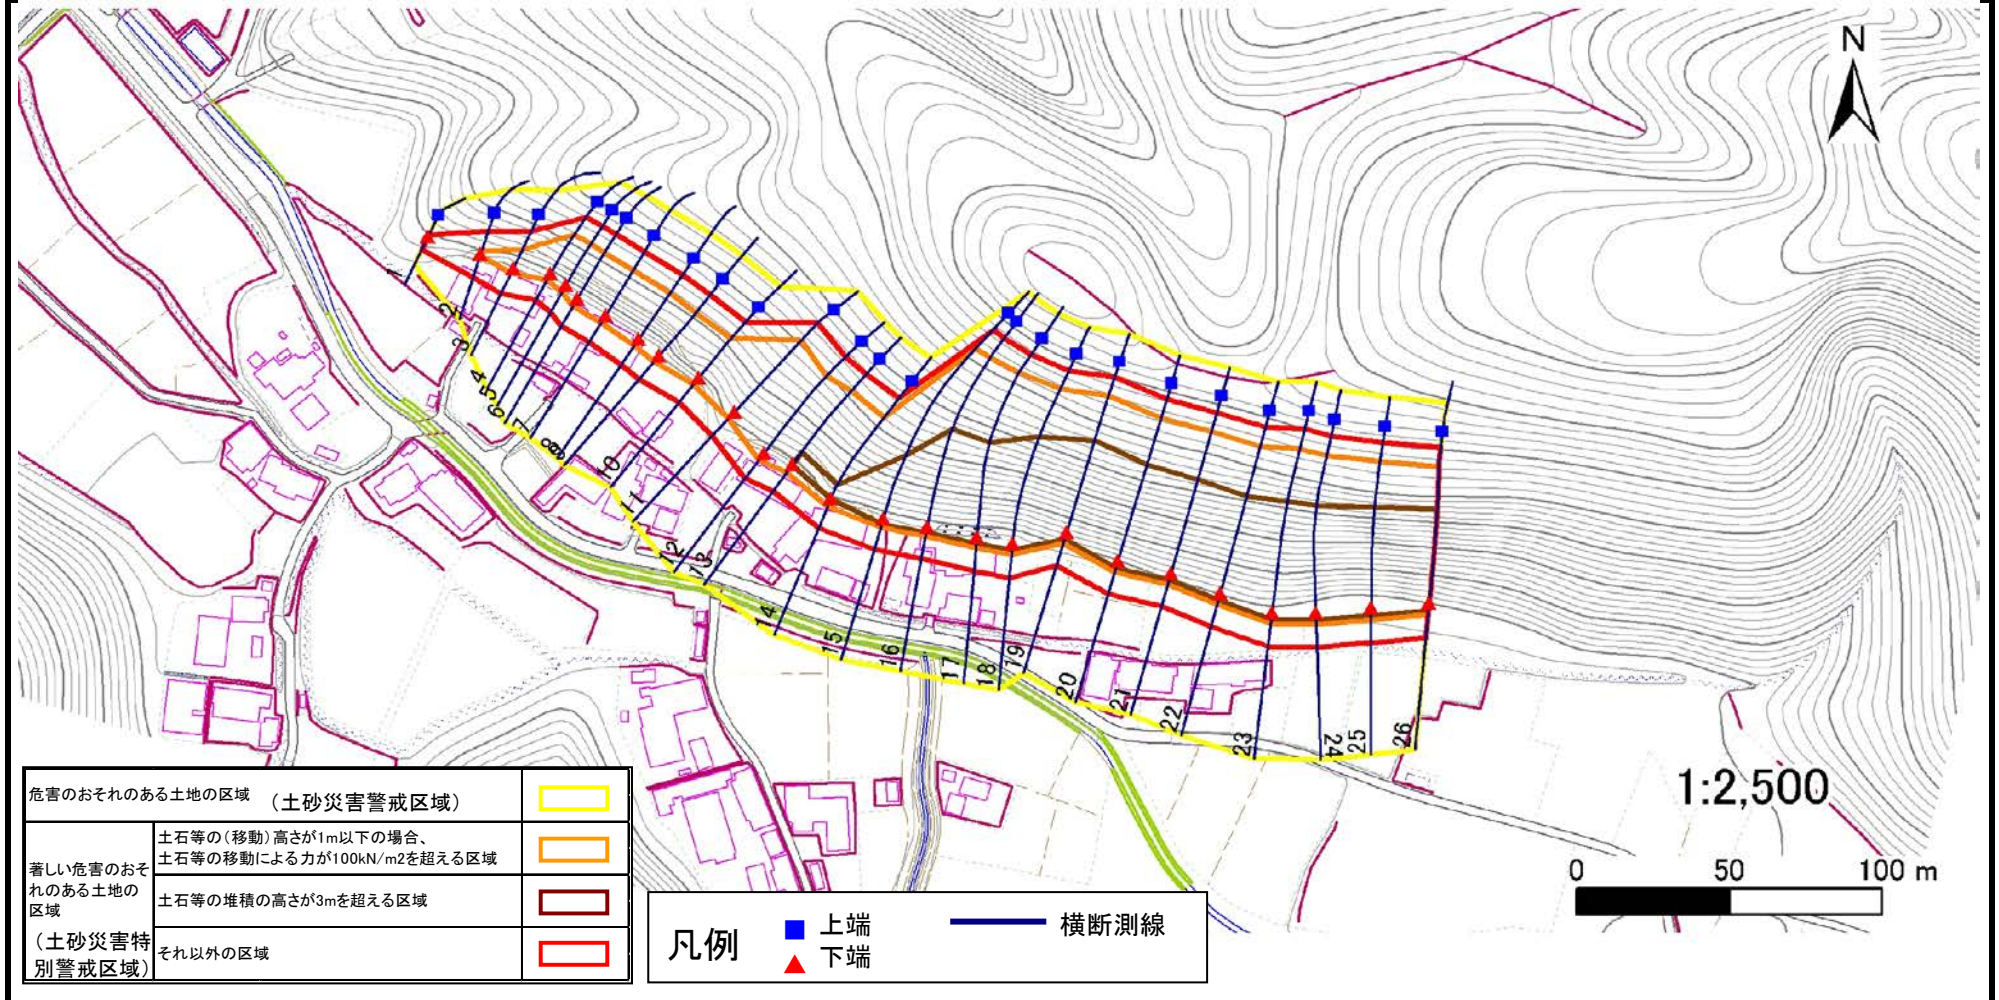 N
1
2
3
4
5
6
7
8
9
10
11
12
13
14
15
16
17
18
19
20
21
22
23
24
25
26
1:2,500
0 50 100 m
危害のおそれのある土地の区域 (土砂災害警戒区域)
著しい危害のおそ
れのある土地の
区域
(土砂災害特
別警戒区域)
土石等の(移動)高さが1m以下の場合、
土石等の移動による力が100kN/m2を超える区域
土石等の堆積の高さが3mを超える区域
それ以外の区域
凡例
上端
下端
横断測線